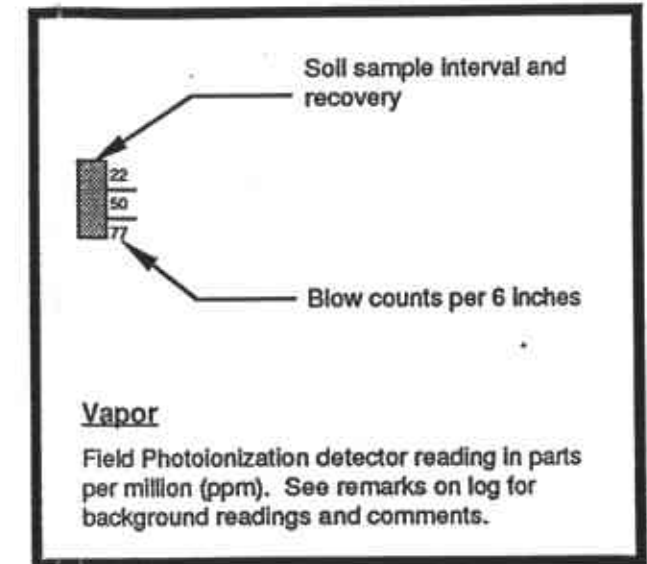 Soil sample interval and
recovery
22
50
77
Blow counts per 6 inches
Vapor
Field Photoionization detector reading in parts
per million (ppm). See remarks on log for
background readings and comments.